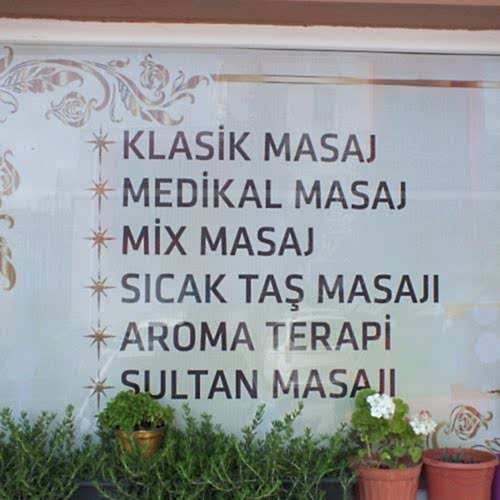 KLASİK MASAJ
MEDİKAL MASAJ
MİX MASAJ
SICAK TAŞ MASAJI
AROMA TERAPİ
SULTAN MASAJI